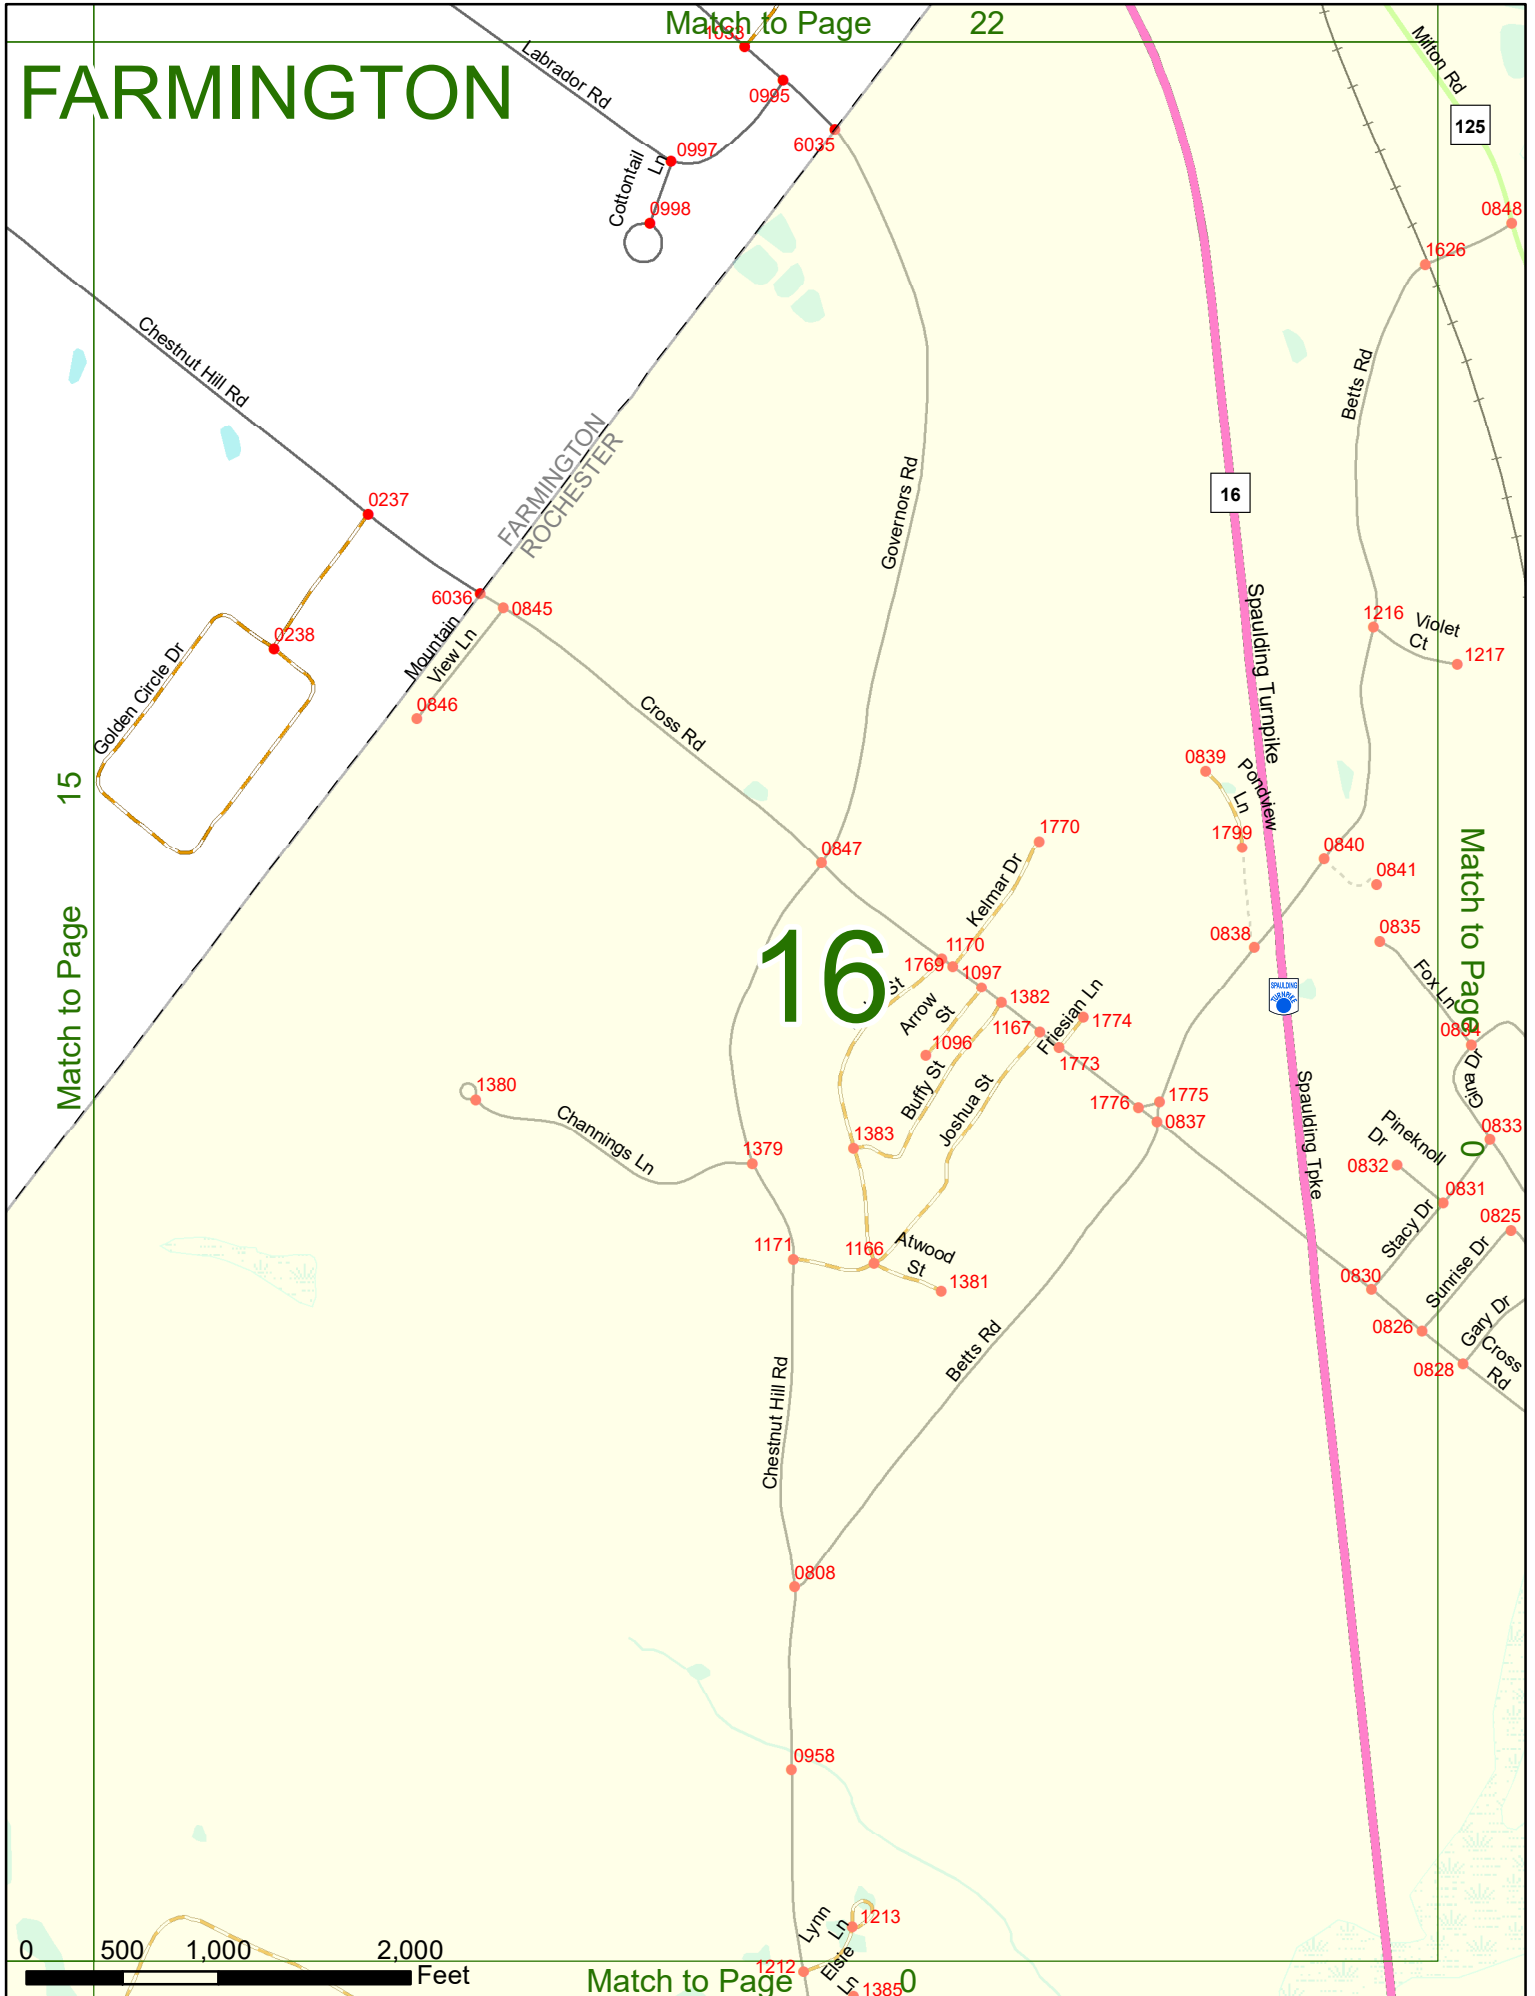 Match to Page 22
1033
FARMINGTON
Labrador Rd
Milton Rd
0995
125
6035
0997
Cottontail
Ln
0998
0848
1626
Chestnut Hill Rd
Betts Rd
FARMINGTON
ROCHESTER
Governors Rd
16
0237
6036
0845
Mountain
View Ln
0238
Golden Circle Dr
Spaulding Turnpike
1216
Violet
Ct
1217
0846
Cross Rd
0839
Pondview
Ln
15
Match to Page
1799
0840
0841
Match to Page
0
0847
1770
Kelmar Dr
16
1170
1769
1097
St
Arrow
St
1382
1167
Friesian Ln
1774
0838
0835
Fox Ln
SPAULDING
TURNPIKE
0834
1096
1773
Buffy St
Joshua St
Gina Dr
Spaulding Tpke
1380
Channings Ln
1776
1775
0837
1379
1383
Pineknoll
Dr
0833
0832
0831
0825
Stacy Dr
Sunrise Dr
1171
1166
Atwood
St
1381
0830
0826
Gary Dr
Cross
Rd
0828
Betts Rd
Chestnut Hill Rd
0808
0958
Lynn
Ln
1213
Elsie
Ln
1212
1385
0 500 1,000 2,000
Feet
Match to Page 0